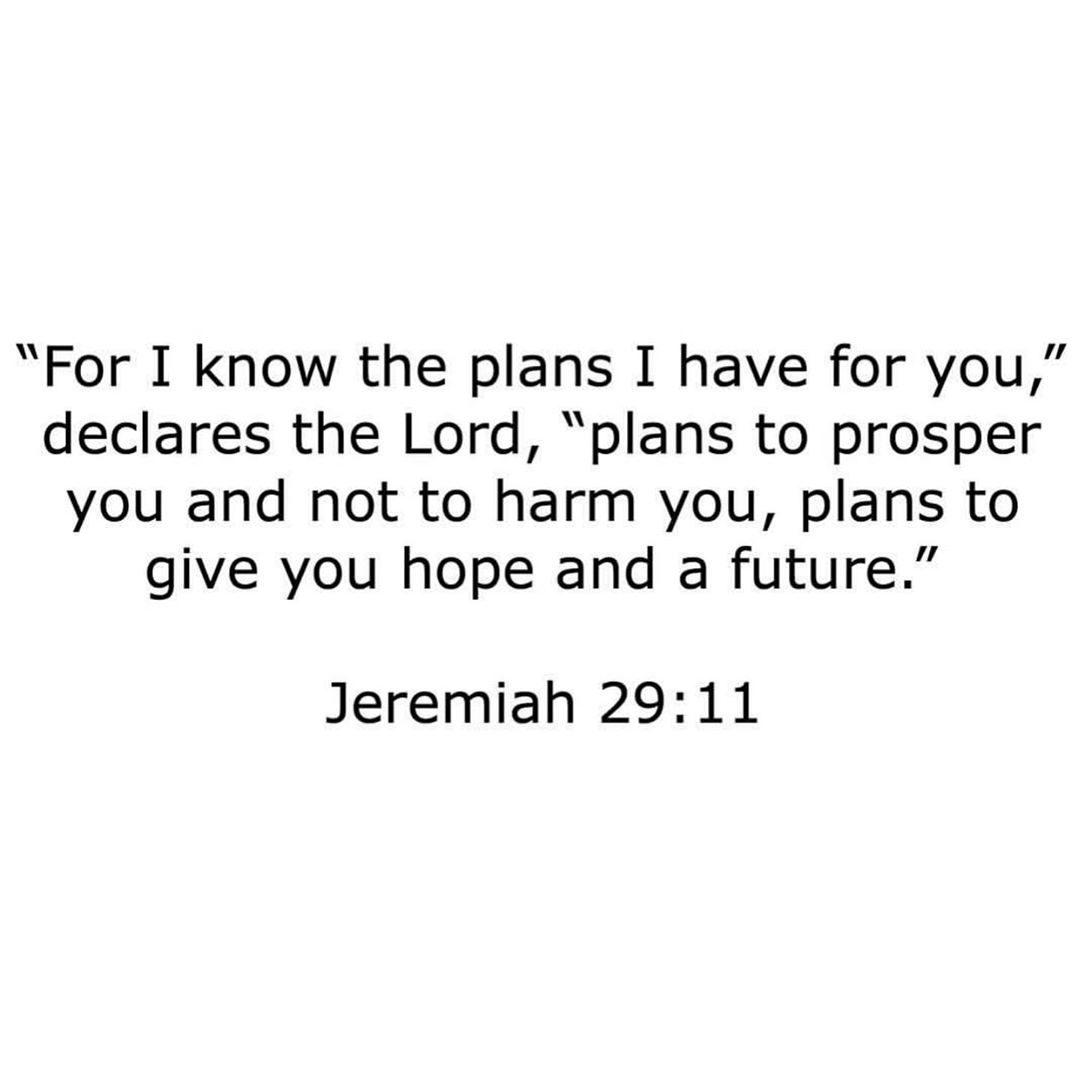 “For I know the plans I have for you,”
declares the Lord, “plans to prosper
you and not to harm you, plans to
give you hope and a future.”
Jeremiah 29:11